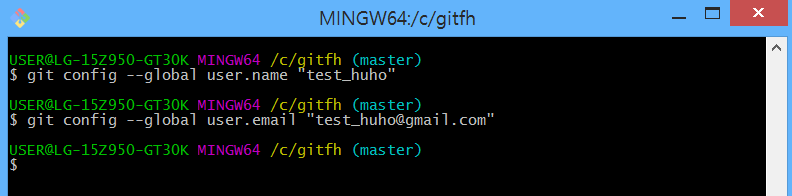 MINGW64:/c/gitfh
USER@LG-15Z950-GT30K MINGW64 /c/gitfh (master)
$ git config --global user.name "test_huho"
USER@LG-15Z950-GT30K MINGW64 /c/gitfh (master)
$ git config --global user.email "test_huho@gmail.com"
USER@LG-15Z950-GT30K MINGW64 /c/gitfh (master)
$